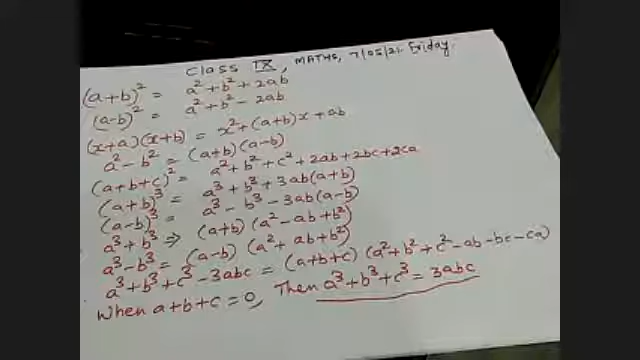 Class IX, MATHS, 7/05/21. Friday.
(a+b)² = a² + b² + 2ab
(a-b)² = a² + b² - 2ab
(x+a)(x+b) = x² + (a+b)x + ab
a² - b² = (a+b)(a-b)
(a+b+c)² = a² + b² + c² + 2ab + 2bc + 2ca
(a+b)³ = a³ + b³ + 3ab(a+b)
(a-b)³ = a³ - b³ - 3ab(a-b)
a³ + b³ ⇒ (a+b) (a² - ab + b²)
a³ - b³ = (a-b) (a² + ab + b²)
a³ + b³ + c³ - 3abc = (a+b+c) (a² + b² + c² - ab - bc - ca)
When a+b+c = 0, Then a³ + b³ + c³ = 3abc